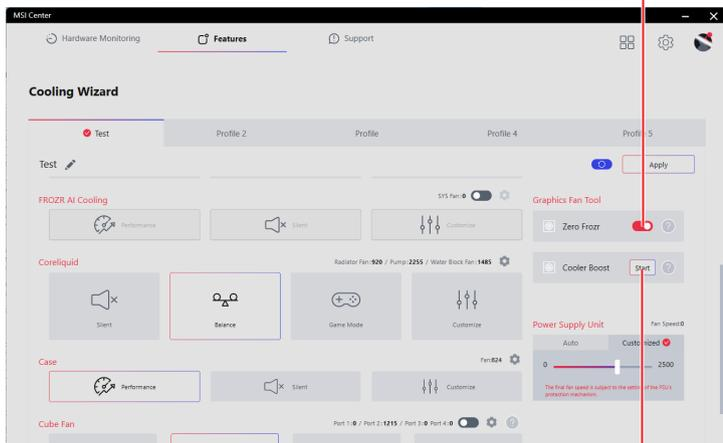 MSI Center
Hardware Monitoring
Features
Support
Cooling Wizard
Test
Profile 2
Profile
Profile 4
Profile 5
Test
Apply
FROZR AI Cooling
SYS Fan:0
Performance
Silent
Customize
Graphics Fan Tool
Zero Frozr
?
Cooler Boost
Start
?
Coreliquid
Radiator Fan:920 / Pump:2255 / Water Block Fan:1485
Silent
Balance
Game Mode
Customize
Power Supply Unit
Fan Speed:0
Auto
Customized
0
2500
The final fan speed is subject to the setting of the PSU's
protection mechanism.
Case
Fan:824
Performance
Silent
Customize
Cube Fan
Port 1:0 / Port 2:1215 / Port 3:0 Port 4:0
?